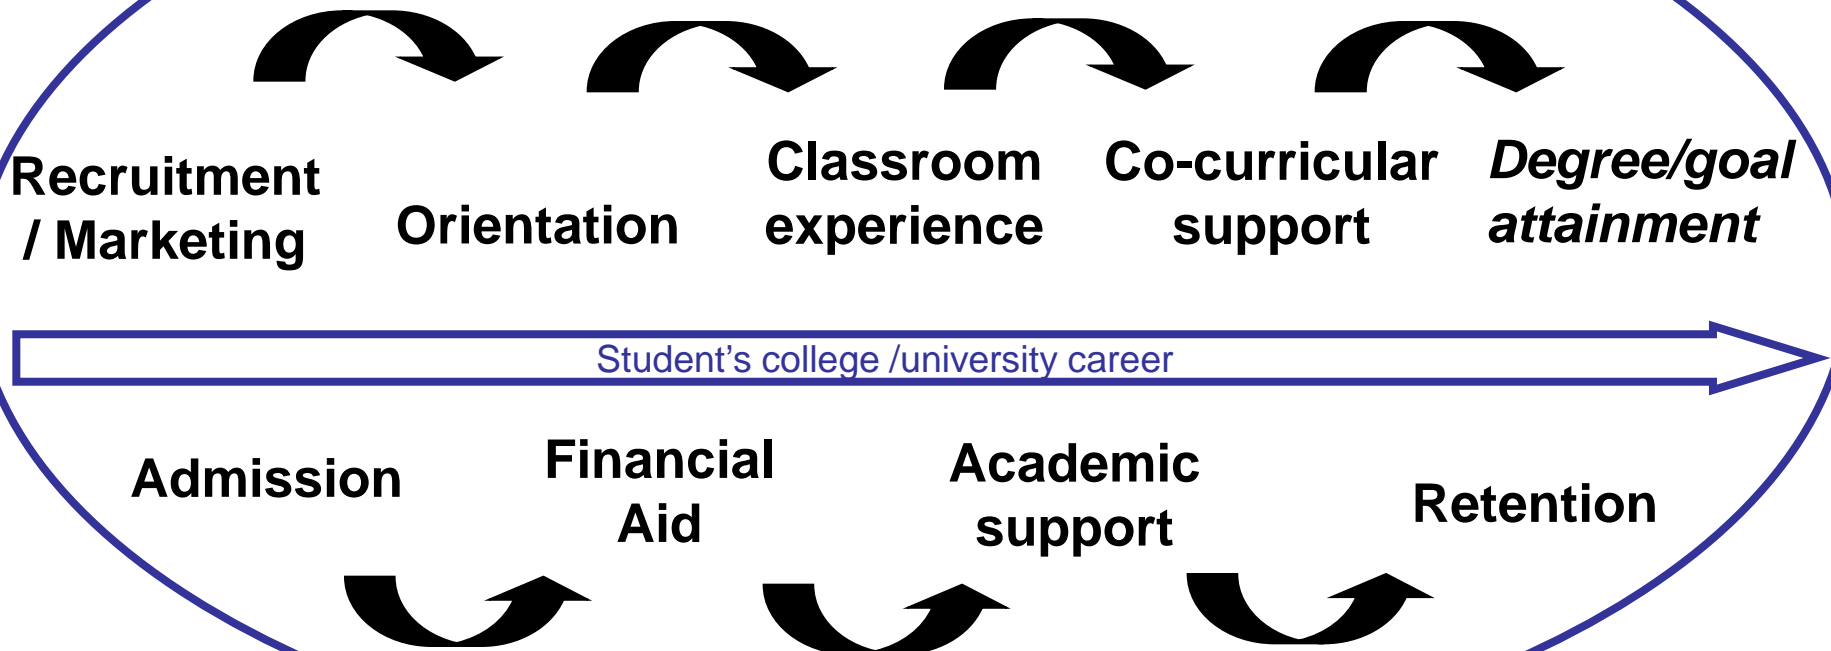 Recruitment
/ Marketing
Orientation
Classroom
experience
Co-curricular
support
Degree/goal
attainment
Student’s college /university career
Admission
Financial
Aid
Academic
support
Retention